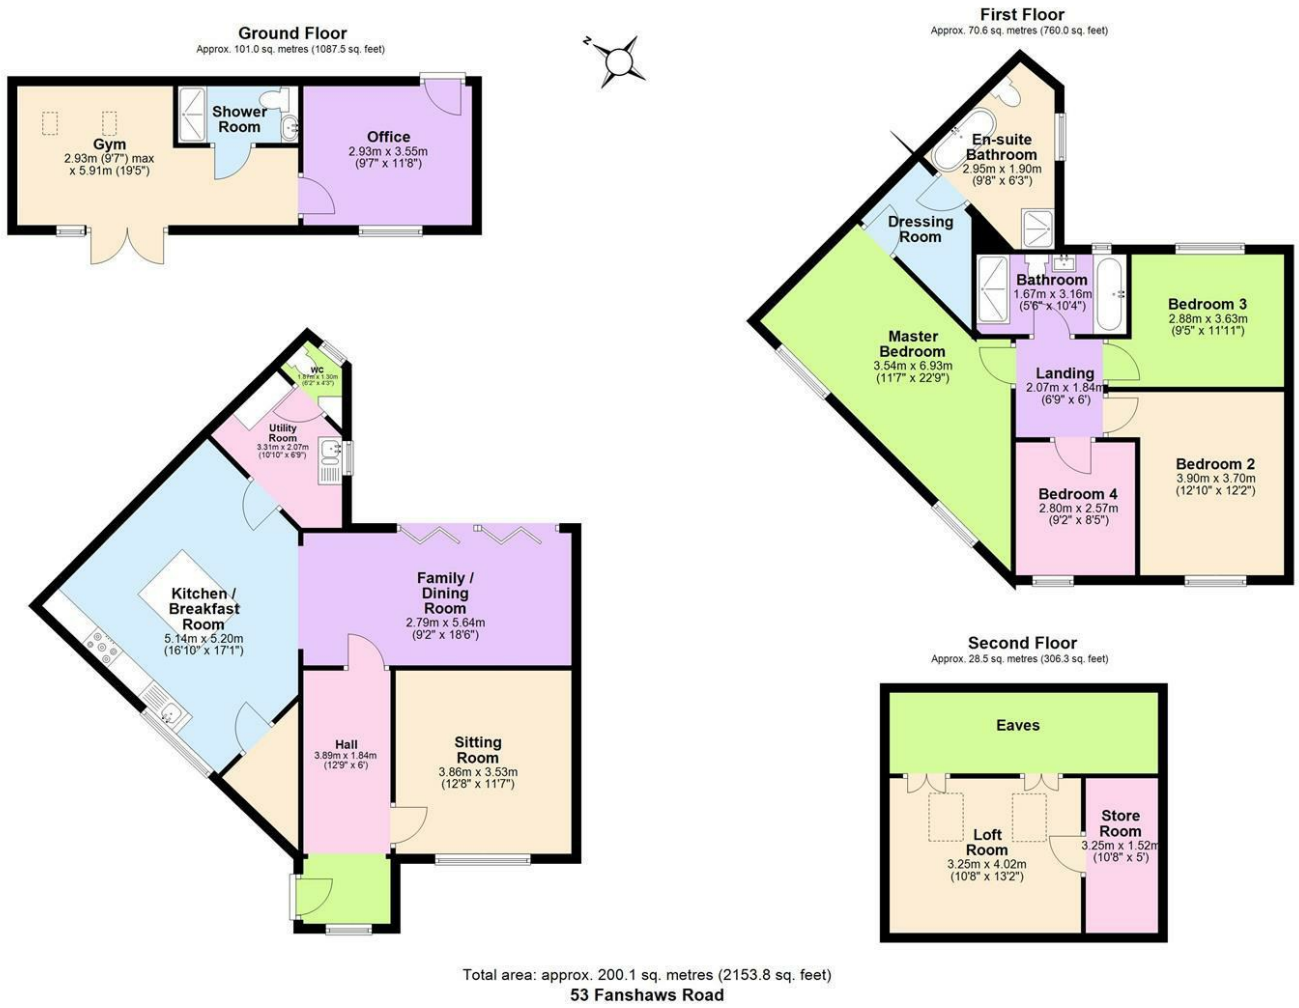 Ground Floor
Approx. 101.0 sq. metres (1087.5 sq. feet)
N
First Floor
Approx. 70.6 sq. metres (760.0 sq. feet)
Gym
2.93m (9'7") max
x 5.91m (19'5")
Shower
Room
Office
2.93m x 3.55m
(9'7" x 11'8")
En-suite
Bathroom
2.95m x 1.90m
(9'8" x 6'3")
Dressing
Room
Bathroom
1.67m x 3.16m
(5'6" x 10'4")
Bedroom 3
2.88m x 3.63m
(9'5" x 11'11")
Master
Bedroom
3.54m x 6.93m
(11'7" x 22'9")
Landing
2.07m x 1.84m
(6'9" x 6')
Bedroom 2
3.90m x 3.70m
(12'10" x 12'2")
Bedroom 4
2.80m x 2.57m
(9'2" x 8'5")
WC
1.87m x 1.30m
(6'2" x 4'3")
Utility
Room
3.31m x 2.07m
(10'10" x 6'9")
Kitchen /
Breakfast
Room
5.14m x 5.20m
(16'10" x 17'1")
Family /
Dining
Room
2.79m x 5.64m
(9'2" x 18'6")
Hall
3.89m x 1.84m
(12'9" x 6')
Sitting
Room
3.86m x 3.53m
(12'8" x 11'7")
Second Floor
Approx. 28.5 sq. metres (306.3 sq. feet)
Eaves
Loft
Room
3.25m x 4.02m
(10'8" x 13'2")
Store
Room
3.25m x 1.52m
(10'8" x 5')
Total area: approx. 200.1 sq. metres (2153.8 sq. feet)
53 Fanshaws Road